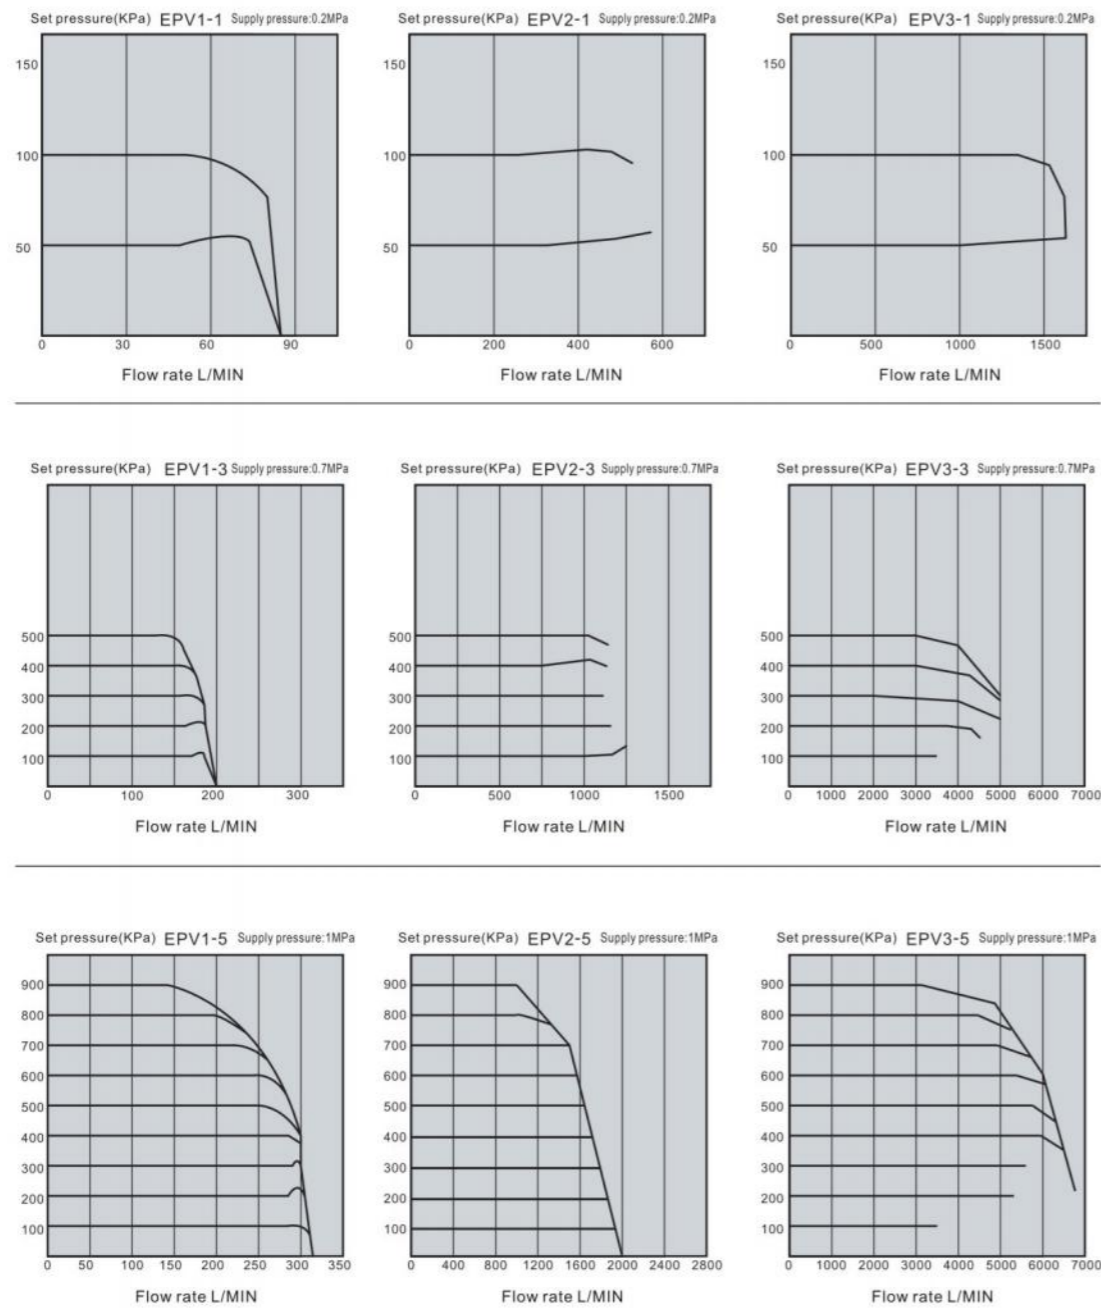 Set pressure(KPa) EPV1-1 Supply pressure:0.2MPa
150
100
50
0 30 60 90
Flow rate L/MIN
Set pressure(KPa) EPV2-1 Supply pressure:0.2MPa
150
100
50
0 200 400 600
Flow rate L/MIN
Set pressure(KPa) EPV3-1 Supply pressure:0.2MPa
150
100
50
0 500 1000 1500
Flow rate L/MIN
Set pressure(KPa) EPV1-3 Supply pressure:0.7MPa
500
400
300
200
100
0 100 200 300
Flow rate L/MIN
Set pressure(KPa) EPV2-3 Supply pressure:0.7MPa
500
400
300
200
100
0 500 1000 1500
Flow rate L/MIN
Set pressure(KPa) EPV3-3 Supply pressure:0.7MPa
500
400
300
200
100
0 1000 2000 3000 4000 5000 6000 7000
Flow rate L/MIN
Set pressure(KPa) EPV1-5 Supply pressure:1MPa
900
800
700
600
500
400
300
200
100
0 50 100 150 200 250 300 350
Flow rate L/MIN
Set pressure(KPa) EPV2-5 Supply pressure:1MPa
900
800
700
600
500
400
300
200
100
0 400 800 1200 1600 2000 2400 2800
Flow rate L/MIN
Set pressure(KPa) EPV3-5 Supply pressure:1MPa
900
800
700
600
500
400
300
200
100
0 1000 2000 3000 4000 5000 6000 7000
Flow rate L/MIN